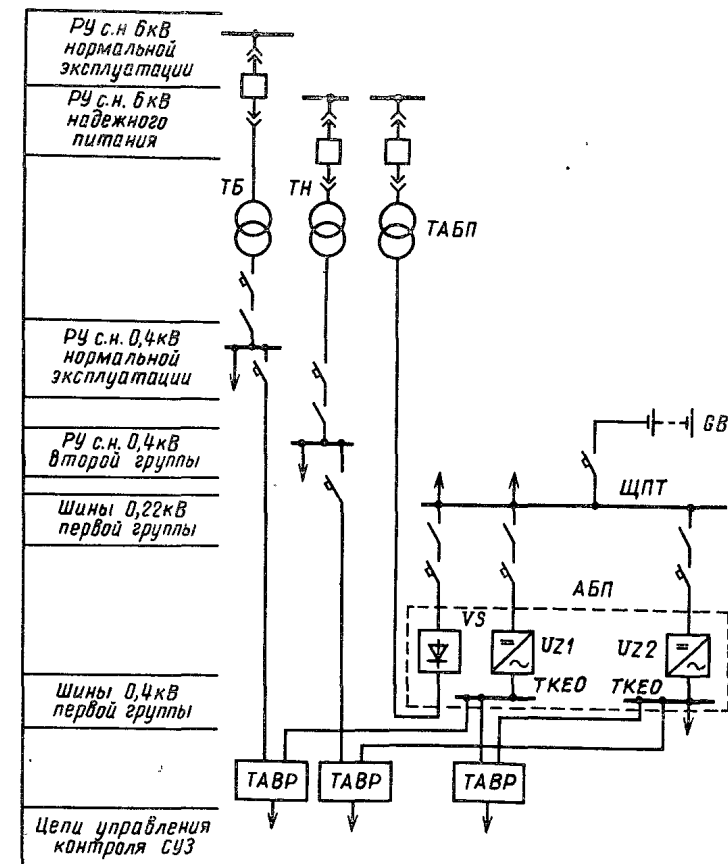 РУ с.н 6кВ
нормальной
эксплуатации
РУ с.н. 6кВ
надежного
питания
ТБ
ТН
ТАБП
РУ с.н. 0,4кВ
нормальной
эксплуатации
РУ с.н. 0,4кВ
второй группы
GB
ЩПТ
Шины 0,22кВ
первой группы
АБП
VS
UZ1
UZ2
ТКЕО
ТКЕО
Шины 0,4кВ
первой группы
ТАВР
ТАВР
ТАВР
Цепи управления
контроля СУЗ